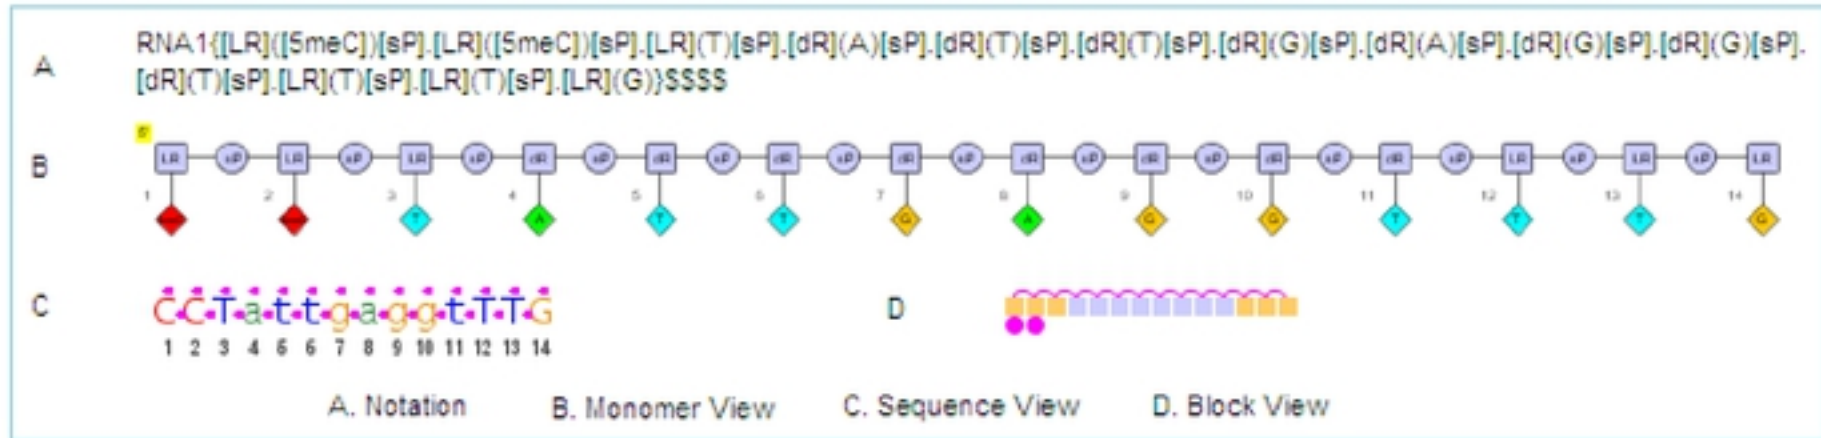 A
RNA1{[LR]([5meC])[sP].[LR]([5meC])[sP].[LR](T)[sP].[dR](A)[sP].[dR](T)[sP].[dR](T)[sP].[dR](G)[sP].[dR](A)[sP].[dR](G)[sP].[dR](G)[sP].
[dR](T)[sP].[LR](T)[sP].[LR](T)[sP].[LR](G)}$$$$
B
5'
LR sP LR sP LR sP dR sP dR sP dR sP dR sP dR sP dR sP dR sP dR sP LR sP LR sP LR
1 2 3 4 5 6 7 8 9 10 11 12 13 14
T A T T G A G G T T T G
C
CCTattgaggtTTG
1 2 3 4 5 6 7 8 9 10 11 12 13 14
D
A. Notation B. Monomer View C. Sequence View D. Block View